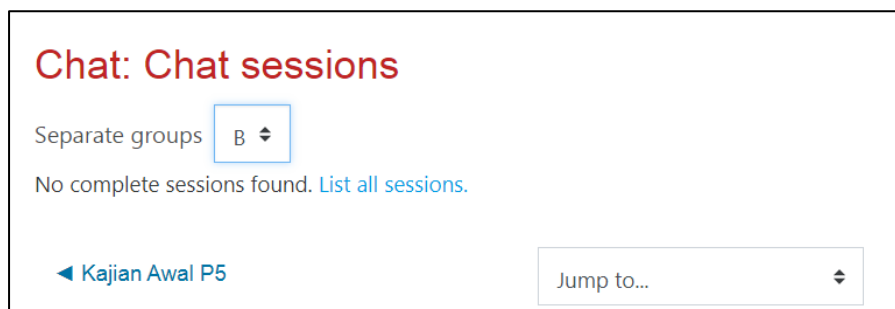 Chat: Chat sessions
Separate groups B
No complete sessions found. List all sessions.
◄ Kajian Awal P5 Jump to...